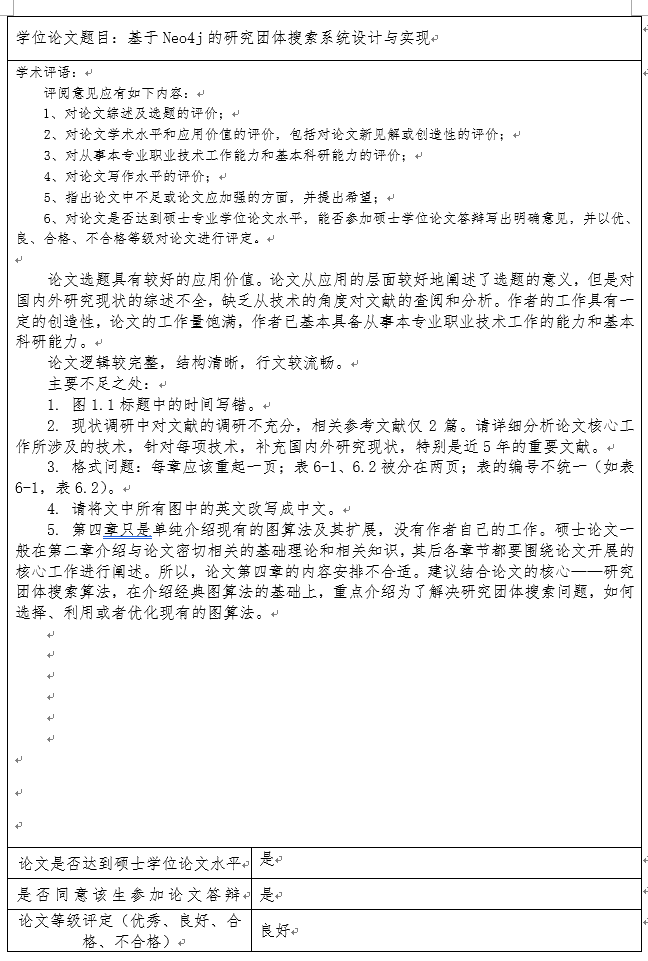 学位论文题目：基于Neo4j的研究团体搜索系统设计与实现
学术评语：
评阅意见应有如下内容：
1、对论文综述及选题的评价；
2、对论文学术水平和应用价值的评价，包括对论文新见解或创造性的评价；
3、对从事本专业职业技术工作能力和基本科研能力的评价；
4、对论文写作水平的评价；
5、指出论文中不足或论文应加强的方面，并提出希望；
6、对论文是否达到硕士专业学位论文水平，能否参加硕士学位论文答辩写出明确意见，并以优、
良、合格、不合格等级对论文进行评定。
论文选题具有较好的应用价值。论文从应用的层面较好地阐述了选题的意义，但是对
国内外研究现状的综述不全，缺乏从技术的角度对文献的查阅和分析。作者的工作具有一
定的创造性，论文的工作量饱满，作者已基本具备从事本专业职业技术工作的能力和基本
科研能力。
论文逻辑较完整，结构清晰，行文较流畅。
主要不足之处：
1. 图1.1标题中的时间写错。
2. 现状调研中对文献的调研不充分，相关参考文献仅2篇。请详细分析论文核心工
作所涉及的技术，针对每项技术，补充国内外研究现状，特别是近5年的重要文献。
3. 格式问题：每章应该重起一页；表6-1、6.2被分在两页；表的编号不统一（如表
6-1，表6.2）。
4. 请将文中所有图中的英文改写成中文。
5. 第四章只是单纯介绍现有的图算法及其扩展，没有作者自己的工作。硕士论文一
般在第二章介绍与论文密切相关的基础理论和相关知识，其后各章节都要围绕论文开展的
核心工作进行阐述。所以，论文第四章的内容安排不合适。建议结合论文的核心——研究
团体搜索算法，在介绍经典图算法的基础上，重点介绍为了解决研究团体搜索问题，如何
选择、利用或者优化现有的图算法。
论文是否达到硕士学位论文水平 是
是否同意该生参加论文答辩 是
论文等级评定（优秀、良好、合
格、不合格） 良好